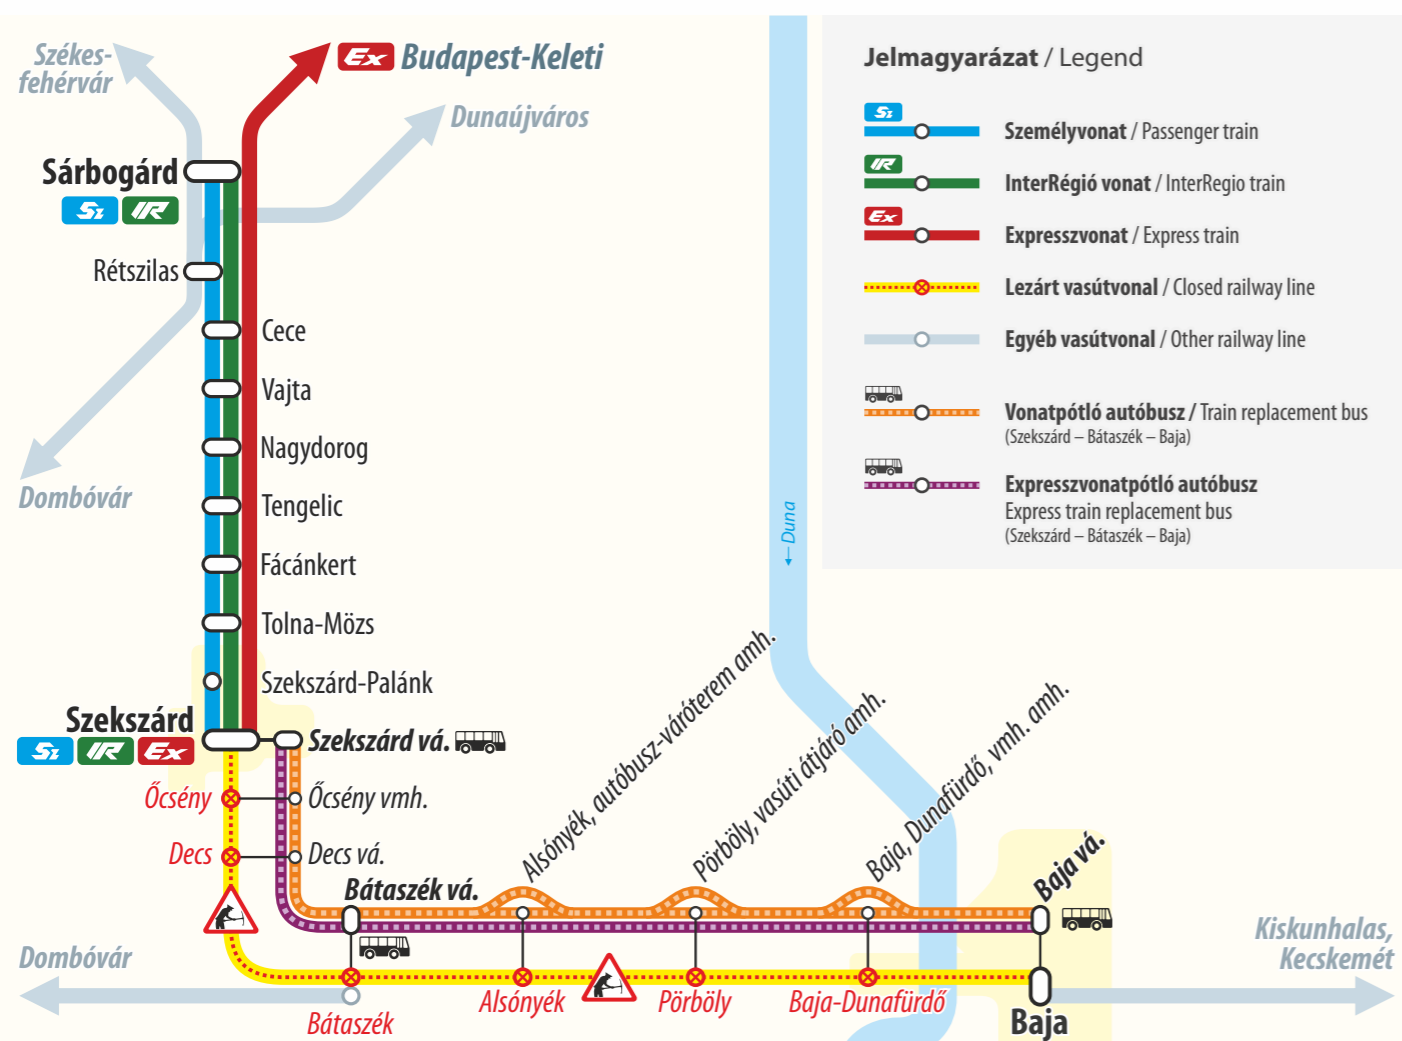 Székes-
fehérvár
Ex Budapest-Keleti
Dunaújváros
Sárbogárd
Sz IR
Rétszilas
Cece
Vajta
Nagydorog
Dombóvár
Tengelic
Fácánkert
Tolna-Mözs
Szekszárd-Palánk
Szekszárd
Sz IR Ex
Szekszárd vá.
Őcsény
Őcsény vmh.
Decs
Decs vá.
Bátaszék vá.
Alsónyék, autóbusz-váróterem amh.
Pörböly, vasúti átjáró amh.
Baja, Dunafürdő, vmh. amh.
Baja vá.
Dombóvár
Bátaszék
Alsónyék
Pörböly
Baja-Dunafürdő
Baja
Kiskunhalas,
Kecskemét
←Duna
Jelmagyarázat / Legend
Sz
Személyvonat / Passenger train
IR
InterRégió vonat / InterRegio train
Ex
Expresszvonat / Express train
Lezárt vasútvonal / Closed railway line
Egyéb vasútvonal / Other railway line
Vonatpótló autóbusz / Train replacement bus
(Szekszárd – Bátaszék – Baja)
Expresszvonatpótló autóbusz
Express train replacement bus
(Szekszárd – Bátaszék – Baja)